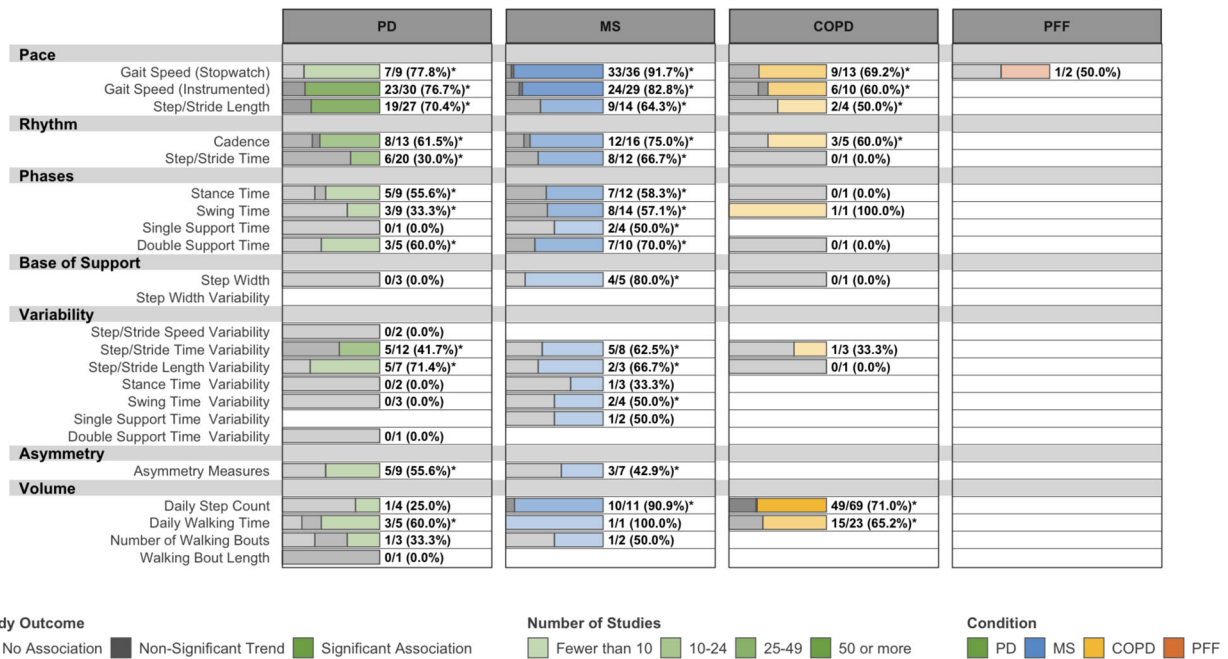 PD MS COPD PFF
Pace
Gait Speed (Stopwatch) 7/9 (77.8%)* 33/36 (91.7%)* 9/13 (69.2%)* 1/2 (50.0%)
Gait Speed (Instrumented) 23/30 (76.7%)* 24/29 (82.8%)* 6/10 (60.0%)*
Step/Stride Length 19/27 (70.4%)* 9/14 (64.3%)* 2/4 (50.0%)*
Rhythm
Cadence 8/13 (61.5%)* 12/16 (75.0%)* 3/5 (60.0%)*
Step/Stride Time 6/20 (30.0%)* 8/12 (66.7%)* 0/1 (0.0%)
Phases
Stance Time 5/9 (55.6%)* 7/12 (58.3%)* 0/1 (0.0%)
Swing Time 3/9 (33.3%)* 8/14 (57.1%)* 1/1 (100.0%)
Single Support Time 0/1 (0.0%) 2/4 (50.0%)*
Double Support Time 3/5 (60.0%)* 7/10 (70.0%)* 0/1 (0.0%)
Base of Support
Step Width 0/3 (0.0%) 4/5 (80.0%)* 0/1 (0.0%)
Step Width Variability
Variability
Step/Stride Speed Variability 0/2 (0.0%)
Step/Stride Time Variability 5/12 (41.7%)* 5/8 (62.5%)* 1/3 (33.3%)
Step/Stride Length Variability 5/7 (71.4%)* 2/3 (66.7%)* 0/1 (0.0%)
Stance Time Variability 0/2 (0.0%) 1/3 (33.3%)
Swing Time Variability 0/3 (0.0%) 2/4 (50.0%)*
Single Support Time Variability 1/2 (50.0%)
Double Support Time Variability 0/1 (0.0%)
Asymmetry
Asymmetry Measures 5/9 (55.6%)* 3/7 (42.9%)*
Volume
Daily Step Count 1/4 (25.0%) 10/11 (90.9%)* 49/69 (71.0%)*
Daily Walking Time 3/5 (60.0%)* 1/1 (100.0%) 15/23 (65.2%)*
Number of Walking Bouts 1/3 (33.3%) 1/2 (50.0%)
Walking Bout Length 0/1 (0.0%)
dy Outcome Number of Studies Condition
No Association Non-Significant Trend Significant Association Fewer than 10 10-24 25-49 50 or more PD MS COPD PFF